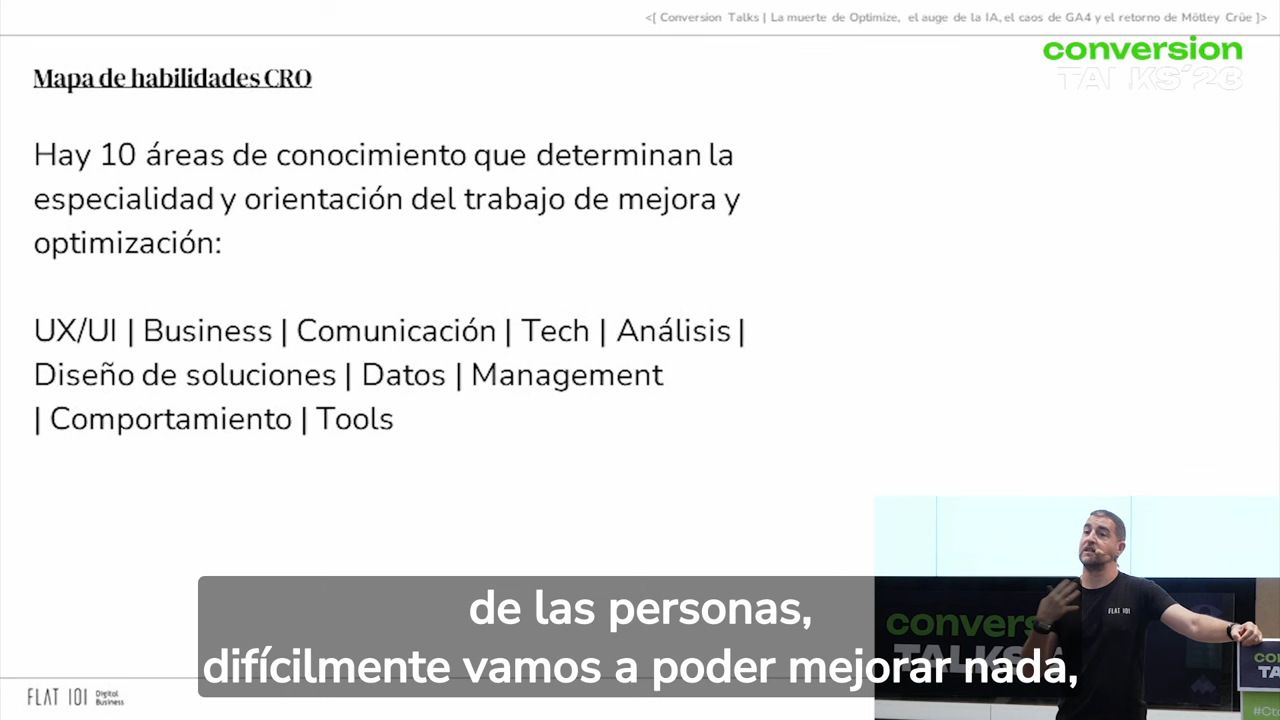 <[ Conversion Talks | La muerte de Optimize, el auge de la IA, el caos de GA4 y el retorno de Mötley Crüe ]>
conversion
TALKS´23
Mapa de habilidades CRO
Hay 10 áreas de conocimiento que determinan la
especialidad y orientación del trabajo de mejora y
optimización:
UX/UI | Business | Comunicación | Tech | Análisis |
Diseño de soluciones | Datos | Management
| Comportamiento | Tools
FLAT 101
de las personas,
difícilmente vamos a poder mejorar nada,
FLAT 101 Digital
Business